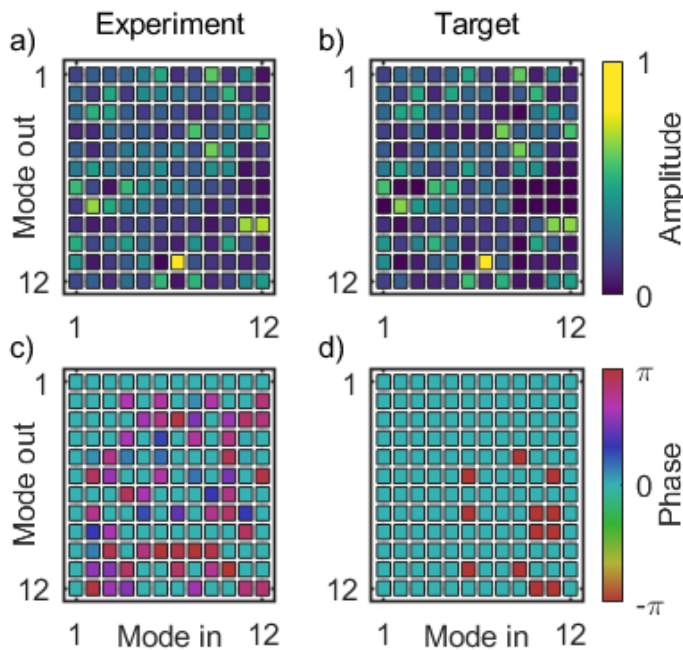 Experiment
Target
a)
b)
1
12
1
12
Mode out
1
12
1
12
1
0
Amplitude
c)
d)
1
12
1
12
Mode out
1
Mode in
12
1
Mode in
12
π
0
-π
Phase